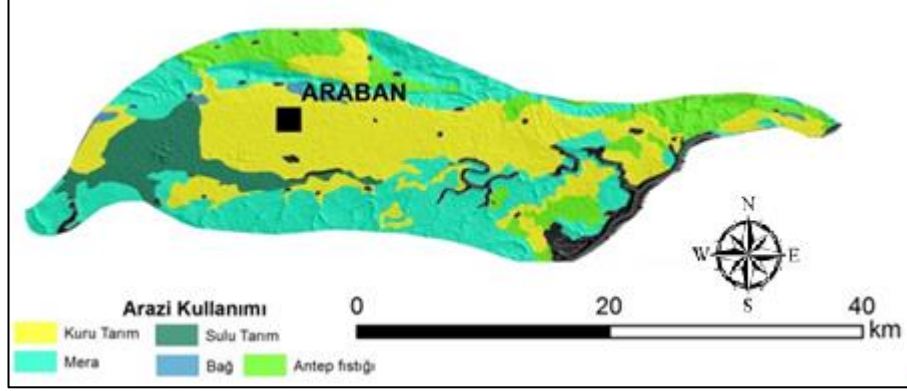 ARABAN
N
W E
S
Arazi Kullanımı
Kuru Tarım Sulu Tarım
Mera Bağ Antep fıstığı
0 20 40
km